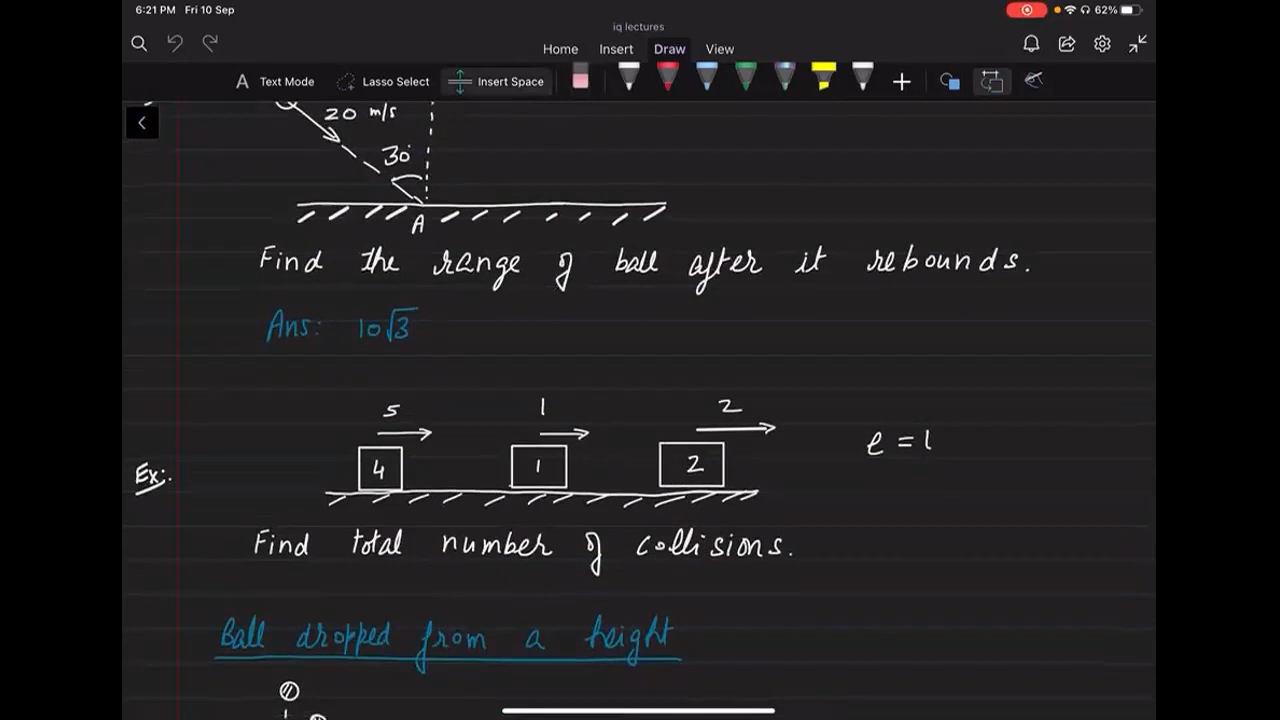 6:21 PM Fri 10 Sep
62%
iq lectures
Home Insert Draw View
A Text Mode Lasso Select Insert Space
20 m/s
30°
A
Find the range of ball after it rebounds.
Ans: 10√3
5 1 2
e = 1
4 1 2
Ex:-
Find total number of collisions.
Ball dropped from a height